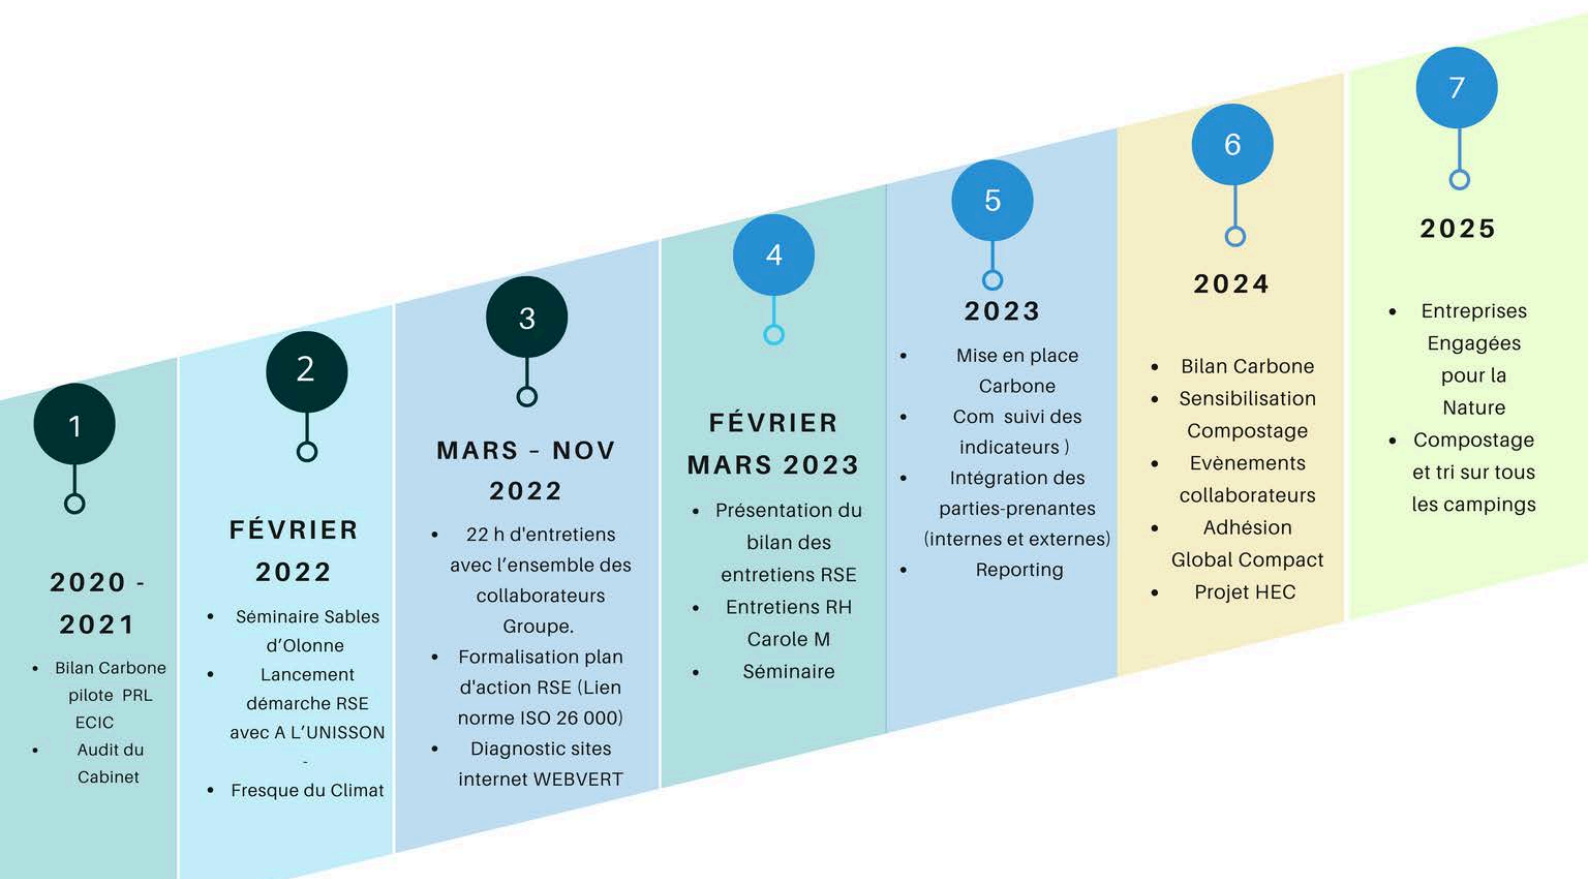 1
2020 -
2021
Bilan Carbone
pilote PRL
ECIC
Audit du
Cabinet
2
FÉVRIER
2022
Séminaire Sables
d'Olonne
Lancement
démarche RSE
avec A L'UNISSON
-
Fresque du Climat
3
MARS – NOV
2022
22 h d'entretiens
avec l'ensemble des
collaborateurs
Groupe.
Formalisation plan
d'action RSE (Lien
norme ISO 26 000)
Diagnostic sites
internet WEBVERT
4
FÉVRIER
MARS 2023
Présentation du
bilan des
entretiens RSE
Entretiens RH
Carole M
Séminaire
5
2023
Mise en place
Carbone
Com suivi des
indicateurs )
Intégration des
parties-prenantes
(internes et externes)
Reporting
6
2024
Bilan Carbone
Sensibilisation
Compostage
Evènements
collaborateurs
Adhésion
Global Compact
Projet HEC
7
2025
Entreprises
Engagées
pour la
Nature
Compostage
et tri sur tous
les campings